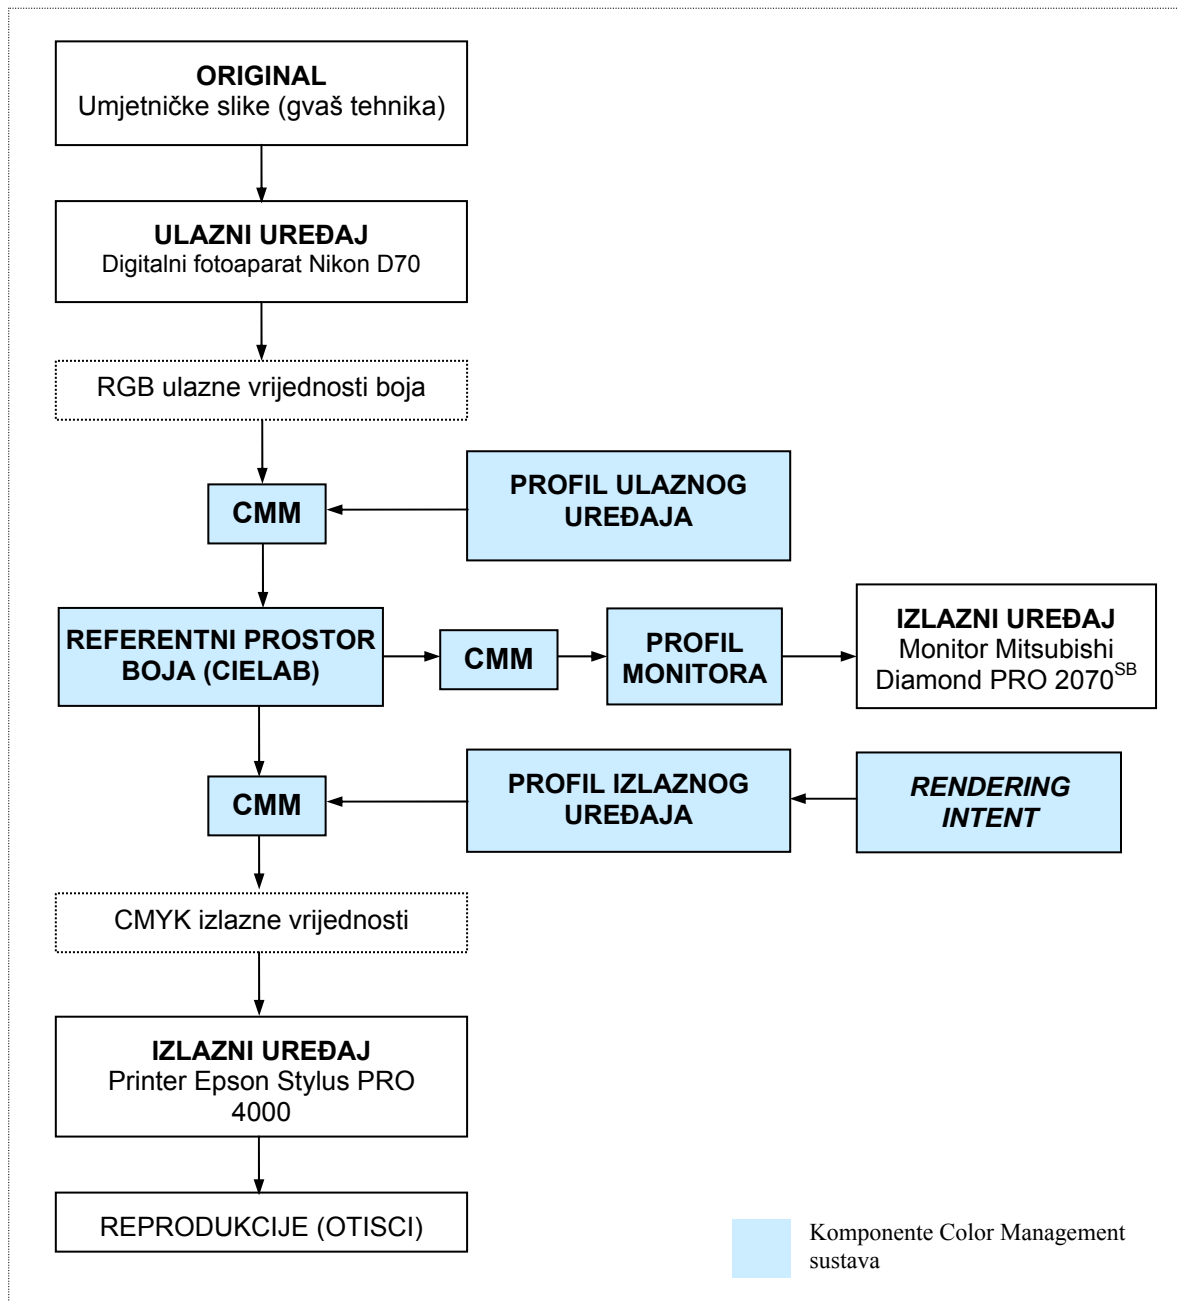 ORIGINAL
Umjetničke slike (gvaš tehnika)
ULAZNI UREĐAJ
Digitalni fotoaparat Nikon D70
RGB ulazne vrijednosti boja
CMM
PROFIL ULAZNOG
UREĐAJA
REFERENTNI PROSTOR
BOJA (CIELAB)
CMM
PROFIL
MONITORA
IZLAZNI UREĐAJ
Monitor Mitsubishi
Diamond PRO 2070SB
CMM
PROFIL IZLAZNOG
UREĐAJA
RENDERING
INTENT
CMYK izlazne vrijednosti
IZLAZNI UREĐAJ
Printer Epson Stylus PRO
4000
REPRODUKCIJE (OTISCI)
Komponente Color Management
sustava